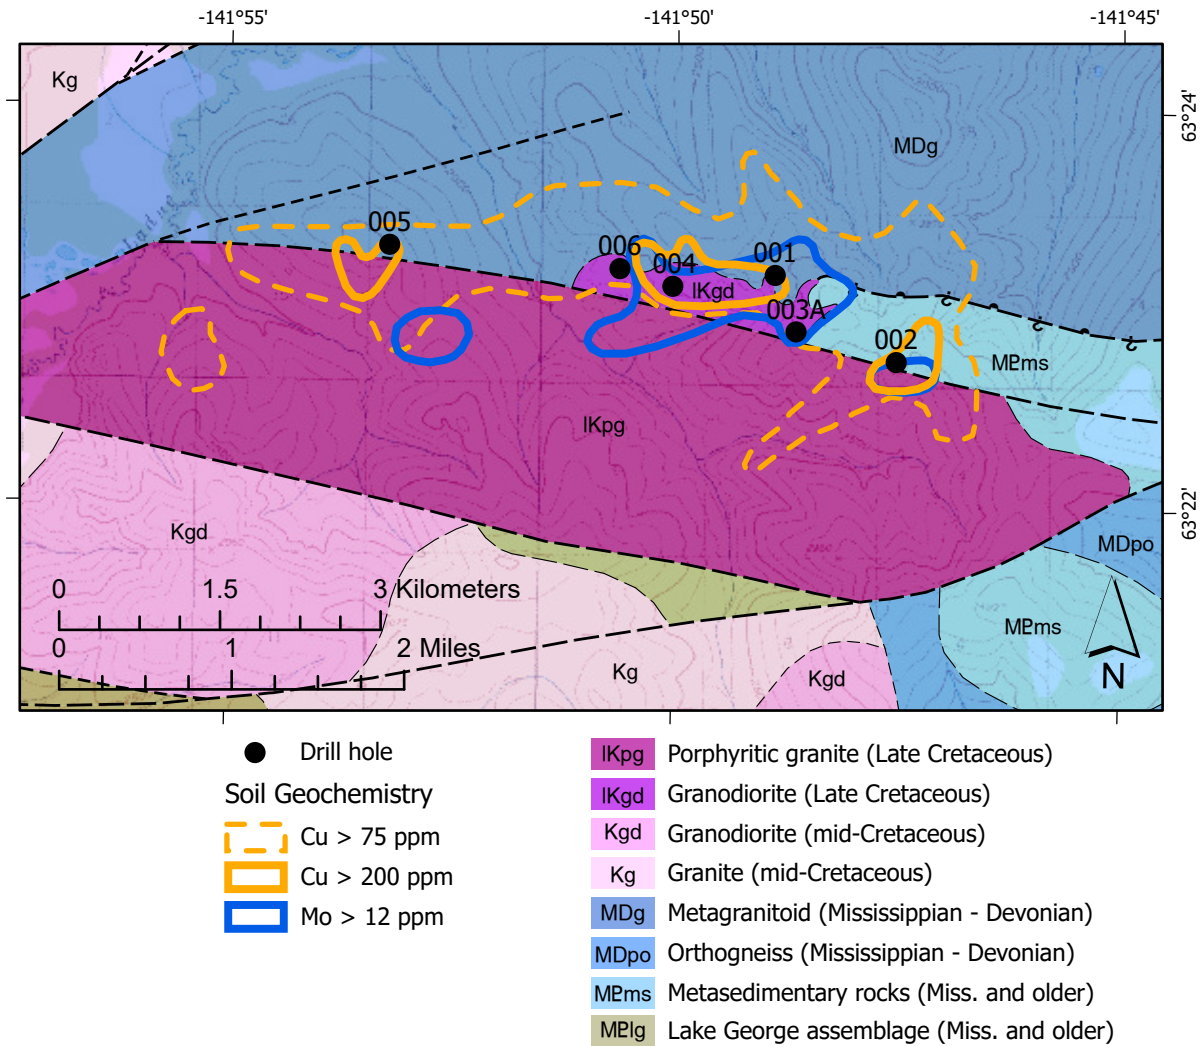 -141°55'
-141°50'
-141°45'
Kg
63°24'
MDg
005
006
004
001
lKgd
003A
002
MPms
lKpg
63°22'
Kgd
MDpo
0 1.5 3 Kilometers
0 1 2 Miles
MPms
Kg
Kgd
N
Drill hole
Soil Geochemistry
Cu > 75 ppm
Cu > 200 ppm
Mo > 12 ppm
lKpg Porphyritic granite (Late Cretaceous)
lKgd Granodiorite (Late Cretaceous)
Kgd Granodiorite (mid-Cretaceous)
Kg Granite (mid-Cretaceous)
MDg Metagranitoid (Mississippian - Devonian)
MDpo Orthogneiss (Mississippian - Devonian)
MPms Metasedimentary rocks (Miss. and older)
MPlg Lake George assemblage (Miss. and older)